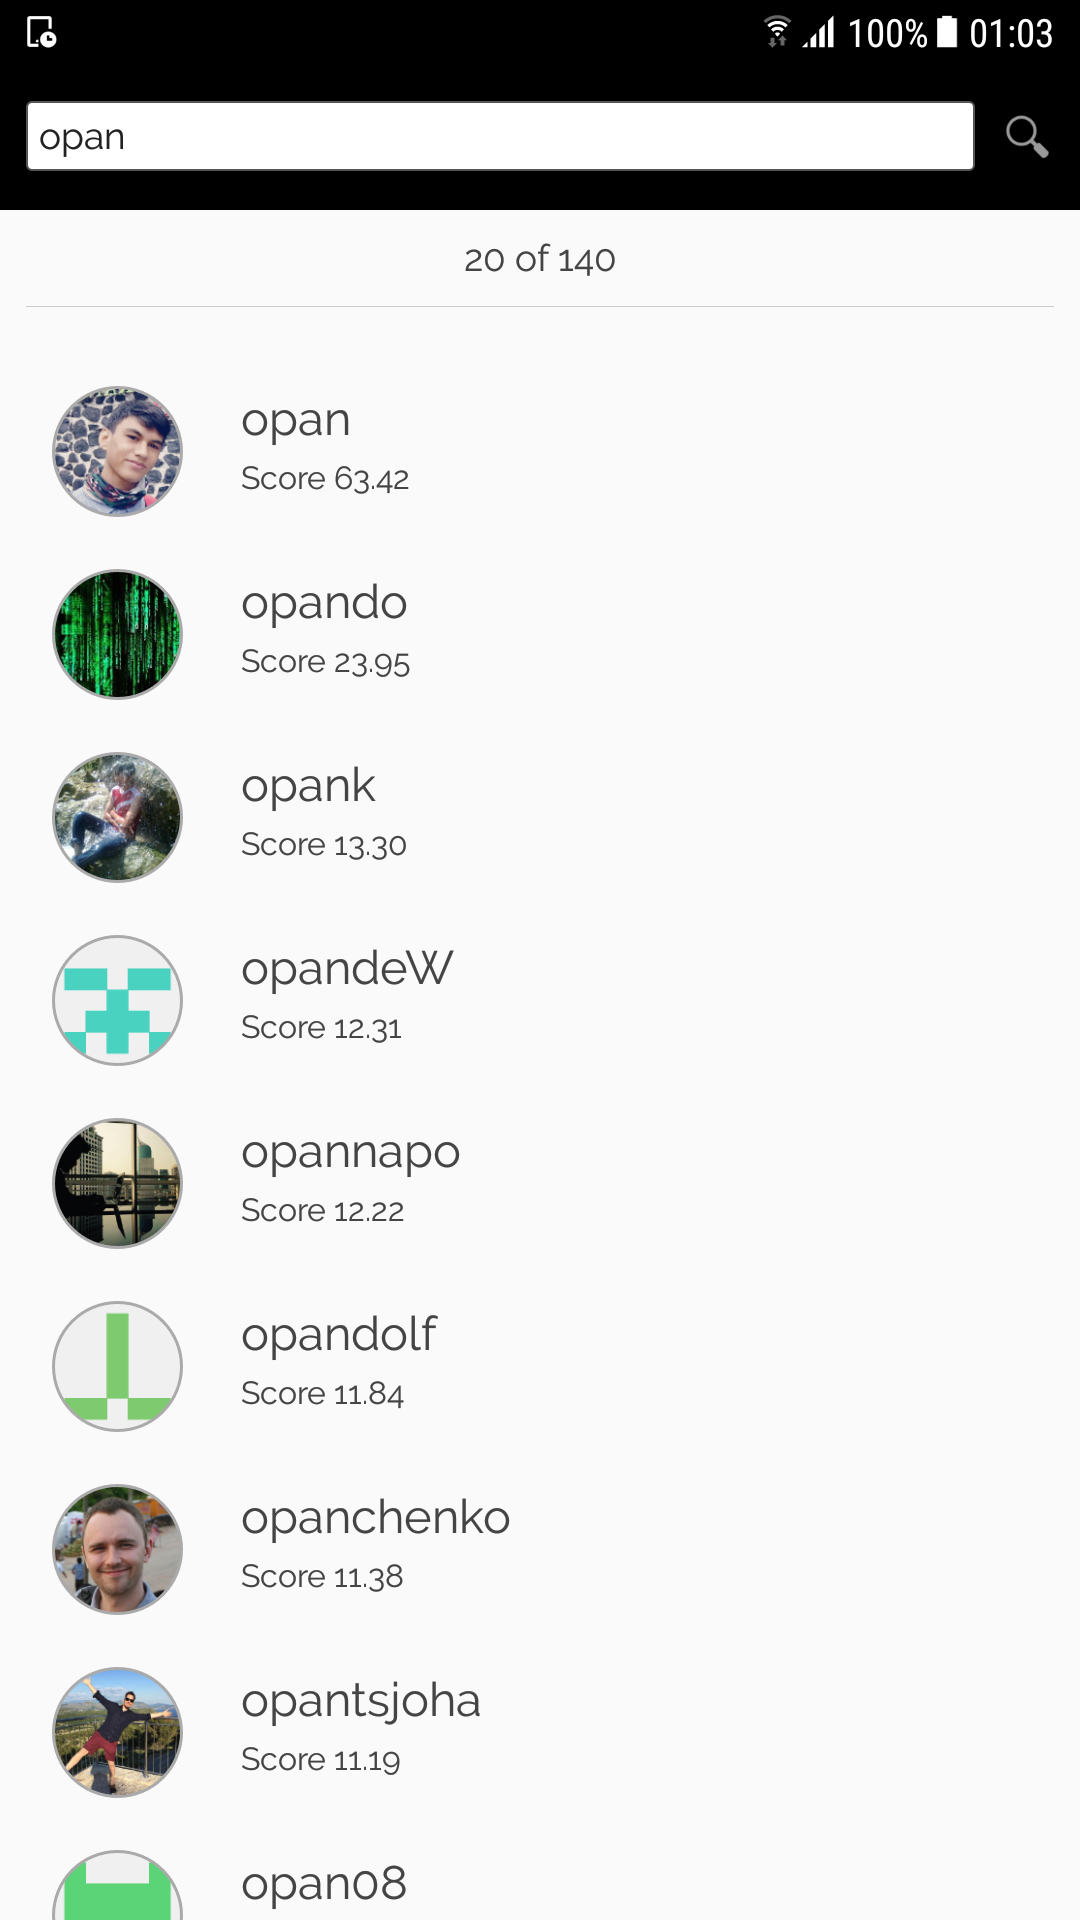 100% 01:03
opan
20 of 140
opan
Score 63.42
opando
Score 23.95
opank
Score 13.30
opandeW
Score 12.31
opannapo
Score 12.22
opandolf
Score 11.84
opanchenko
Score 11.38
opantsjoha
Score 11.19
opan08